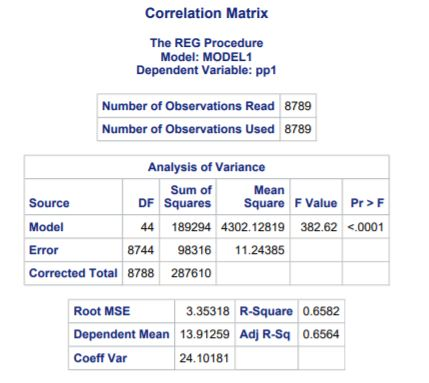 Correlation Matrix
The REG Procedure
Model: MODEL1
Dependent Variable: pp1
Number of Observations Read 8789
Number of Observations Used 8789
Analysis of Variance
Source DF Sum of Squares Mean Square F Value Pr > F
Model 44 189294 4302.12819 382.62 <.0001
Error 8744 98316 11.24385
Corrected Total 8788 287610
Root MSE 3.35318 R-Square 0.6582
Dependent Mean 13.91259 Adj R-Sq 0.6564
Coeff Var 24.10181